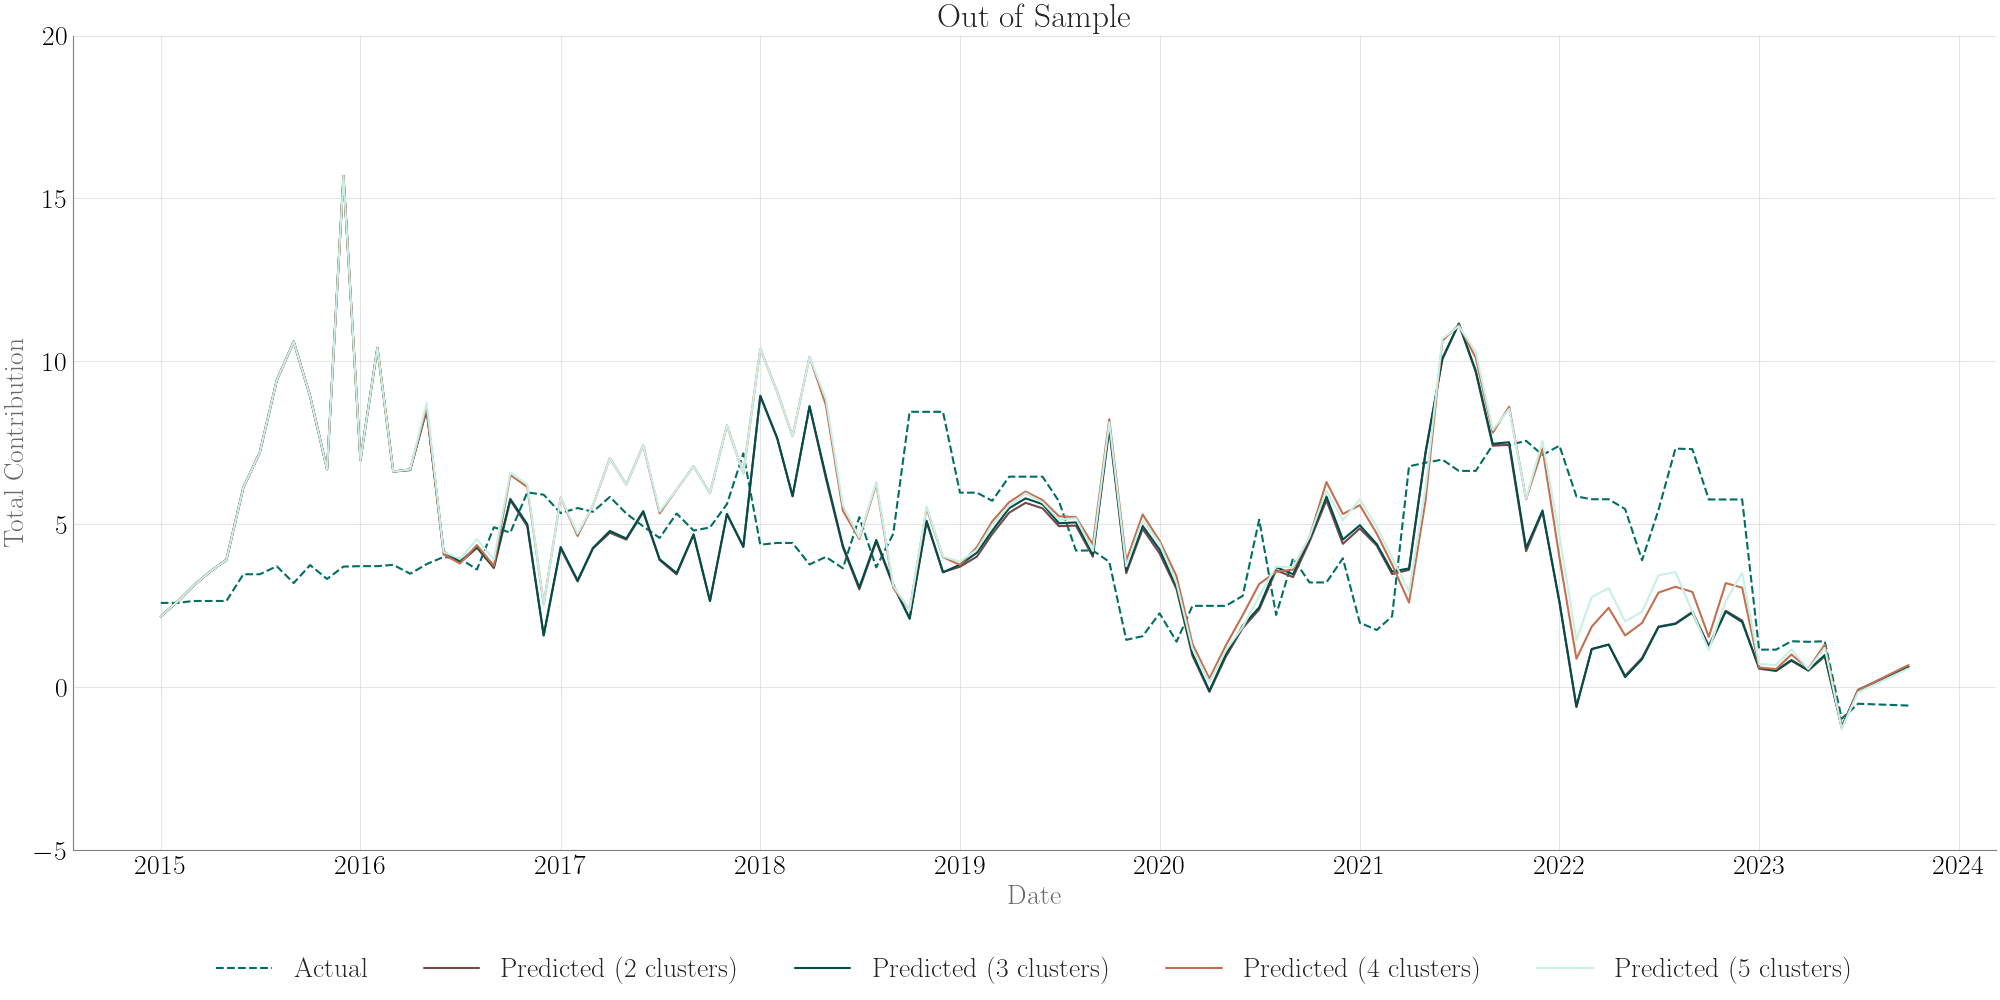 Out of Sample
20
15
10
5
0
−5
Total Contribution
2015 2016 2017 2018 2019 2020 2021 2022 2023 2024
Date
Actual Predicted (2 clusters) Predicted (3 clusters) Predicted (4 clusters) Predicted (5 clusters)